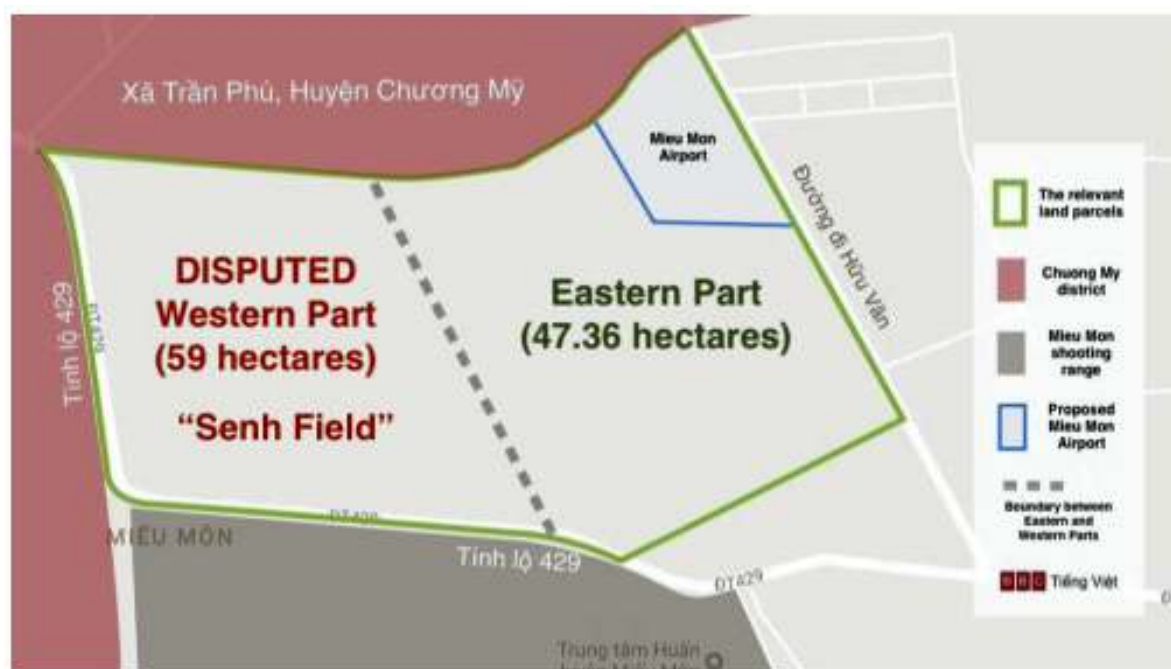 Xã Trần Phú, Huyện Chương Mỹ
Mieu Mon
Airport
Đường đi Hữu Văn
DISPUTED
Western Part
(59 hectares)
“Senh Field”
Eastern Part
(47.36 hectares)
Tỉnh lộ 429
MIẾU MÔN
Tỉnh lộ 429
ĐT429
Trung tâm Huấn
The relevant
land parcels
Chuong My
district
Mieu Mon
shooting
range
Proposed
Mieu Mon
Airport
Boundary between
Eastern and
Western Parts
BBC Tiếng Việt